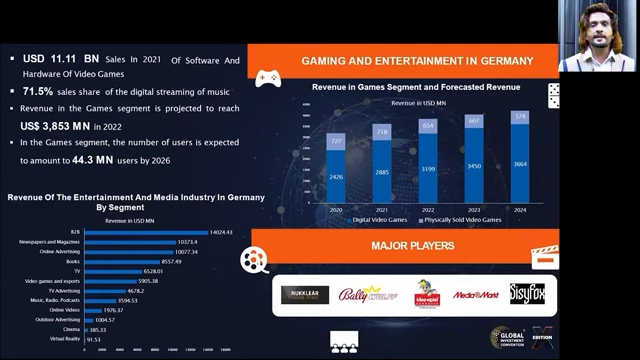 GAMING AND ENTERTAINMENT IN GERMANY
USD 11.11 BN Sales In 2021 Of Software And
Hardware Of Video Games
71.5% sales share of the digital streaming of music
Revenue in the Games segment is projected to reach
US$ 3,853 MN in 2022
In the Games segment, the number of users is expected
to amount to 44.3 MN users by 2026
Revenue in Games Segment and Forecasted Revenue
Revenue in USD MN
777
718
654
607
574
2426
2885
3199
3450
3664
2020
2021
2022
2023
2024
Digital Video Games
Physically Sold Video Games
Revenue Of The Entertainment And Media Industry In Germany
By Segment
Revenue in USD MN
B2B 14024.43
Newspapers and Magazines 10373.4
Online Advertising 10077.34
Books 8557.49
TV 6528.01
Video games and esports 5905.38
TV Advertising 4678.2
Music, Radio, Podcasts 3594.53
Online Videos 1976.37
Outdoor Advertising 1004.57
Cinema 385.33
Virtual Reality 91.53
0 2000 4000 6000 8000 10000 12000 14000 16000
MAJOR PLAYERS
NUKKLEAR
Bally WULFF
MediaMarkt
Sisyfox
GLOBAL
INVESTMENT
CONVENTION
EDITION